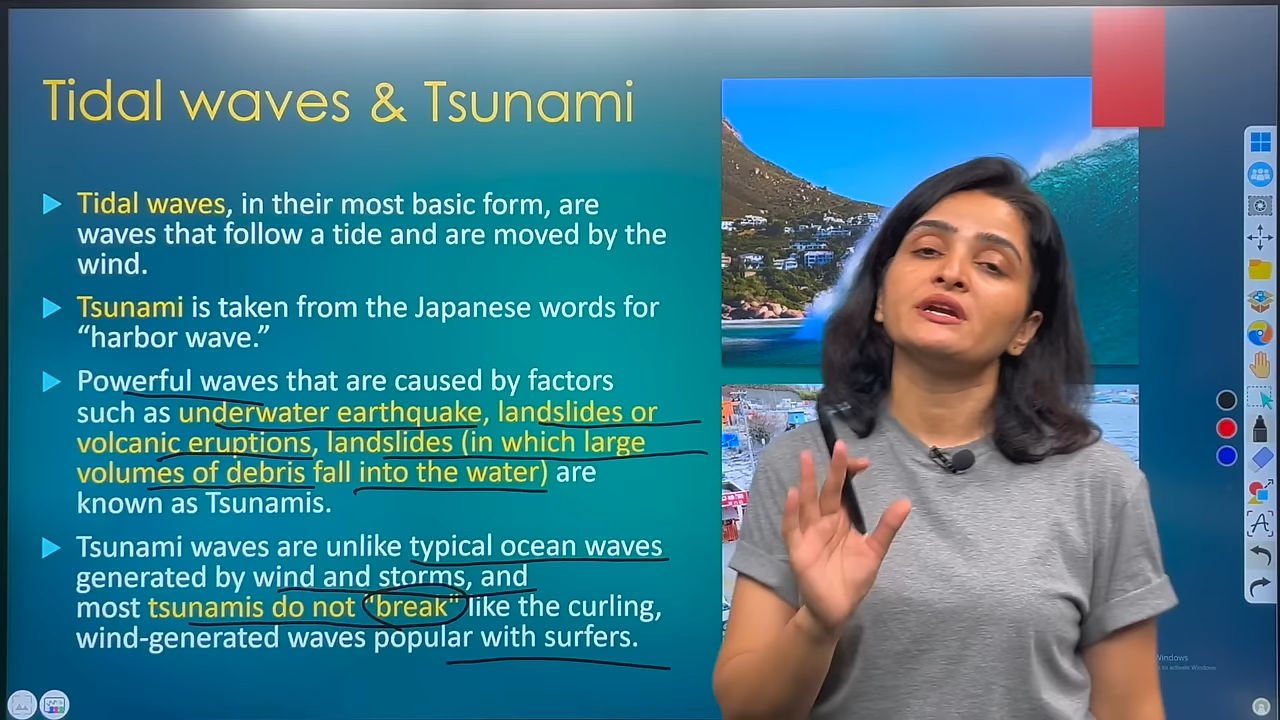 Tidal waves & Tsunami
Tidal waves, in their most basic form, are
waves that follow a tide and are moved by the
wind.
Tsunami is taken from the Japanese words for
“harbor wave.”
Powerful waves that are caused by factors
such as underwater earthquake, landslides or
volcanic eruptions, landslides (in which large
volumes of debris fall into the water) are
known as Tsunamis.
Tsunami waves are unlike typical ocean waves
generated by wind and storms, and
most tsunamis do not "break" like the curling,
wind-generated waves popular with surfers.
Windows
to activate Windows